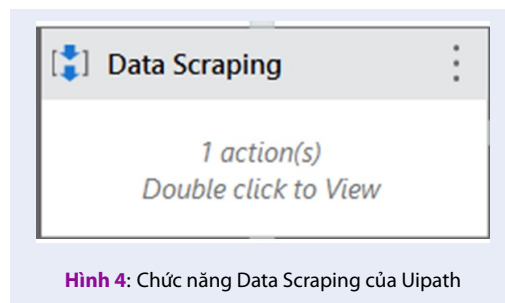 Data Scraping
1 action(s)
Double click to View
Hình 4: Chức năng Data Scraping của Uipath